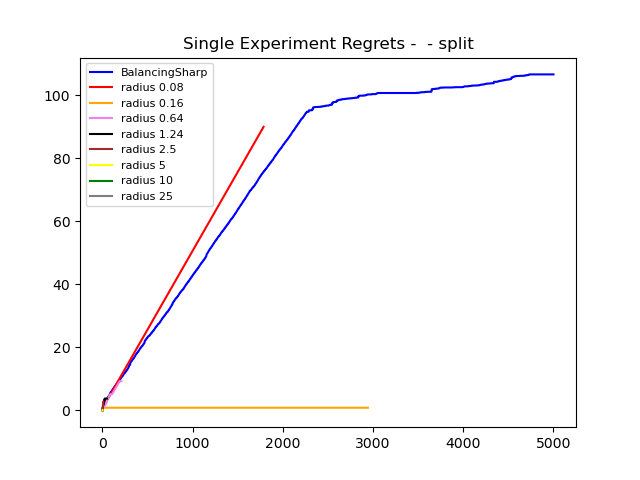 Single Experiment Regrets -  - split
BalancingSharp
radius 0.08
radius 0.16
radius 0.64
radius 1.24
radius 2.5
radius 5
radius 10
radius 25
100
80
60
40
20
0
0 1000 2000 3000 4000 5000